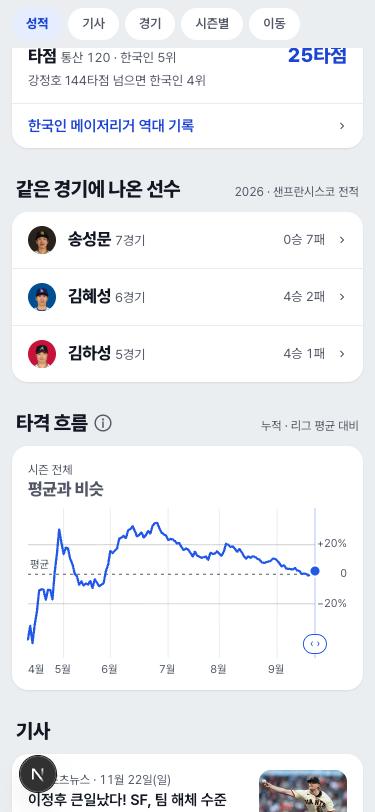 성적 기사 경기 시즌별 이동
타점 통산 120 · 한국인 5위 25타점
강정호 144타점 넘으면 한국인 4위
한국인 메이저리거 역대 기록
같은 경기에 나온 선수 2026 · 샌프란시스코 전적
송성문 7경기 0승 7패
김혜성 6경기 4승 2패
김하성 5경기 4승 1패
타격 흐름 누적 · 리그 평균 대비
시즌 전체
평균과 비슷
+20%
평균 0
-20%
4월 5월 6월 7월 8월 9월
기사
N
츠뉴스 · 11월 22일(일)
이정후 큰일났다! SF, 팀 해체 수준